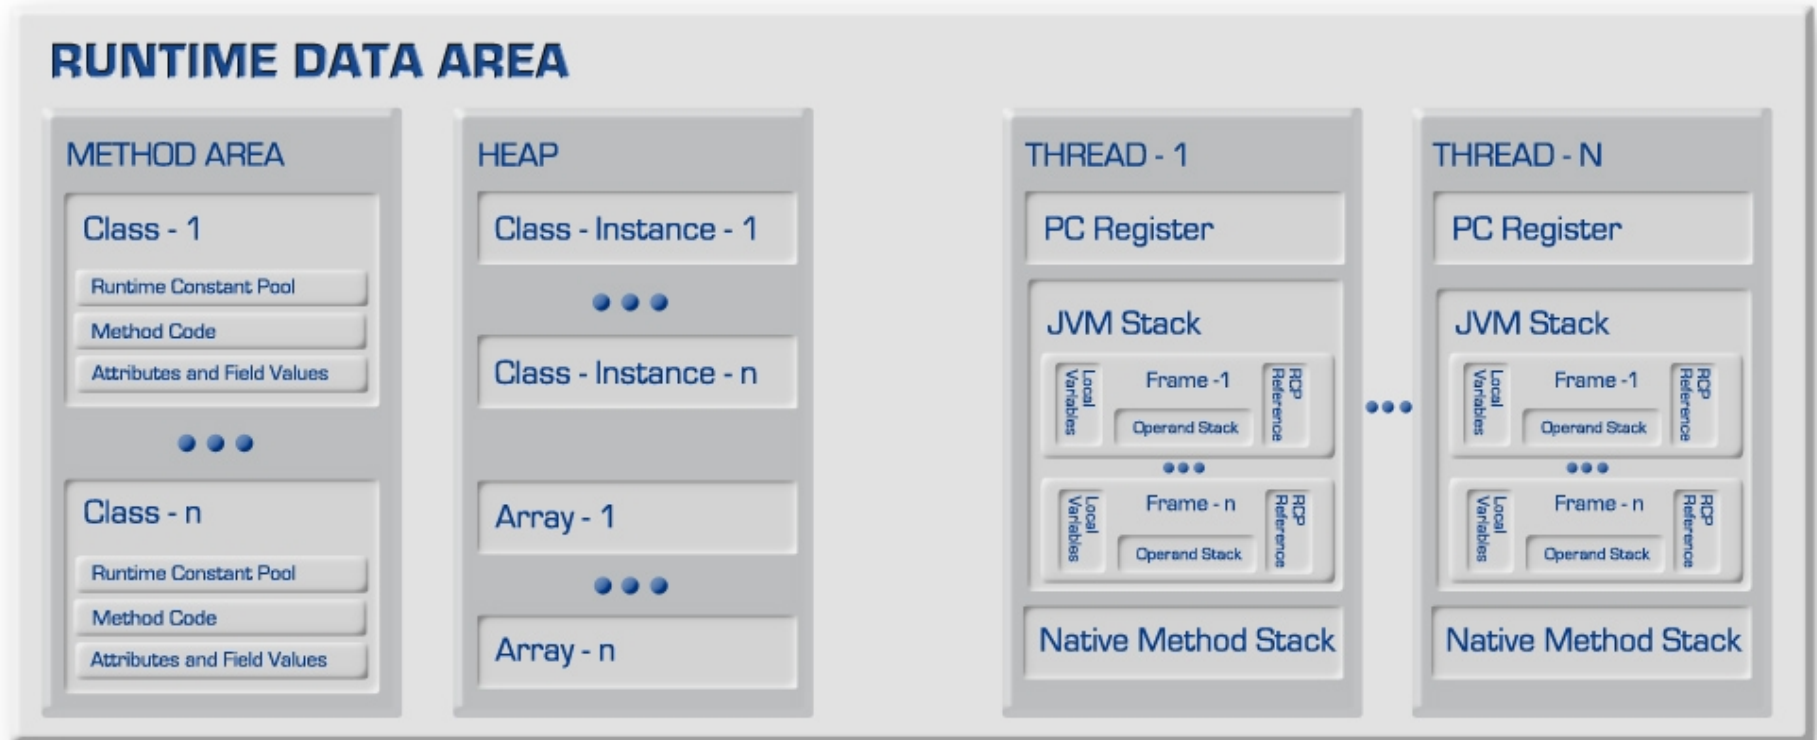 RUNTIME DATA AREA
METHOD AREA
Class - 1
Runtime Constant Pool
Method Code
Attributes and Field Values
Class - n
Runtime Constant Pool
Method Code
Attributes and Field Values
HEAP
Class - Instance - 1
Class - Instance - n
Array - 1
Array - n
THREAD - 1
PC Register
JVM Stack
Local
Variables
Frame -1
Operand Stack
RCP
Reference
Local
Variables
Frame - n
Operand Stack
RCP
Reference
Native Method Stack
THREAD - N
PC Register
JVM Stack
Local
Variables
Frame -1
Operand Stack
RCP
Reference
Local
Variables
Frame - n
Operand Stack
RCP
Reference
Native Method Stack